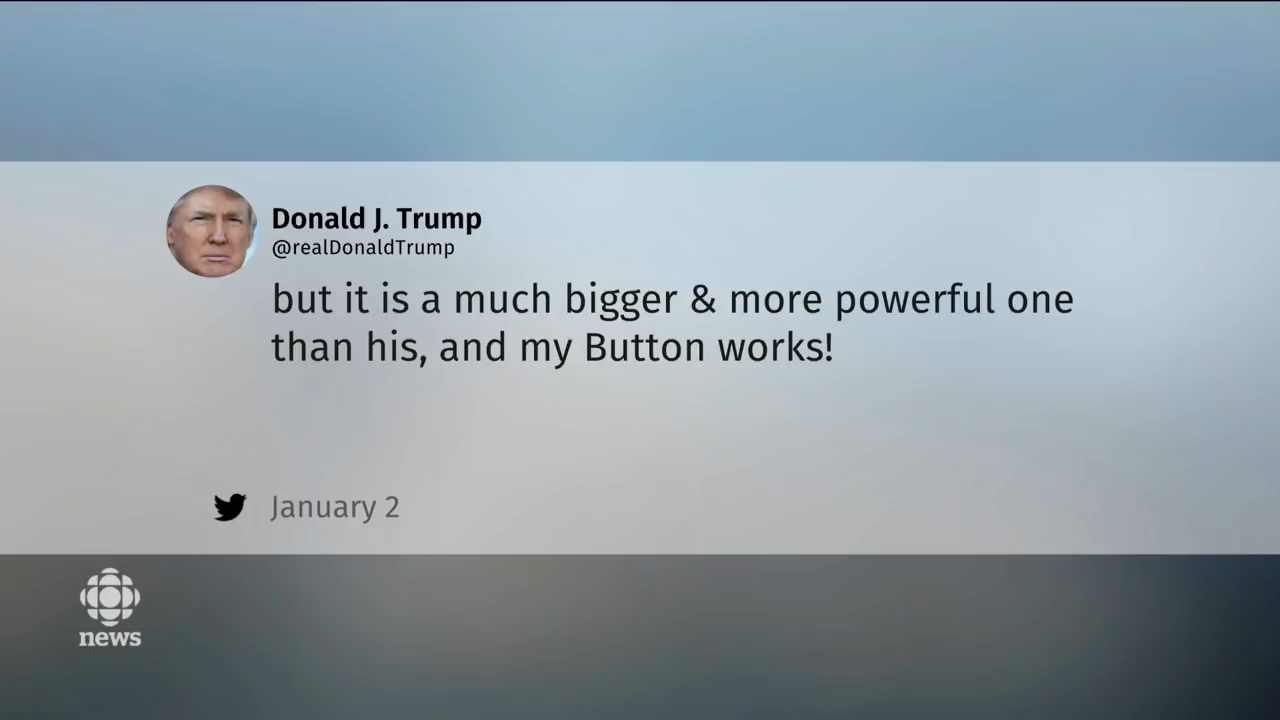 Donald J. Trump
@realDonaldTrump
but it is a much bigger & more powerful one
than his, and my Button works!
January 2
news